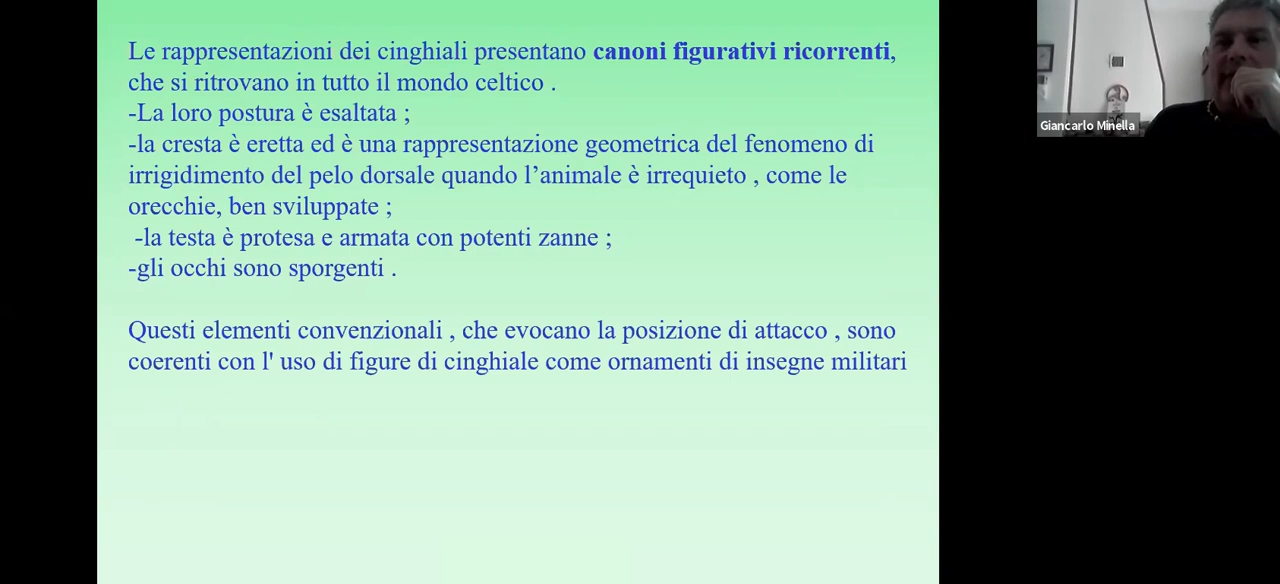 Le rappresentazioni dei cinghiali presentano canoni figurativi ricorrenti,
che si ritrovano in tutto il mondo celtico .
-La loro postura è esaltata ;
-la cresta è eretta ed è una rappresentazione geometrica del fenomeno di
irrigidimento del pelo dorsale quando l’animale è irrequieto , come le
orecchie, ben sviluppate ;
-la testa è protesa e armata con potenti zanne ;
-gli occhi sono sporgenti .
Questi elementi convenzionali , che evocano la posizione di attacco , sono
coerenti con l' uso di figure di cinghiale come ornamenti di insegne militari
Giancarlo Minella